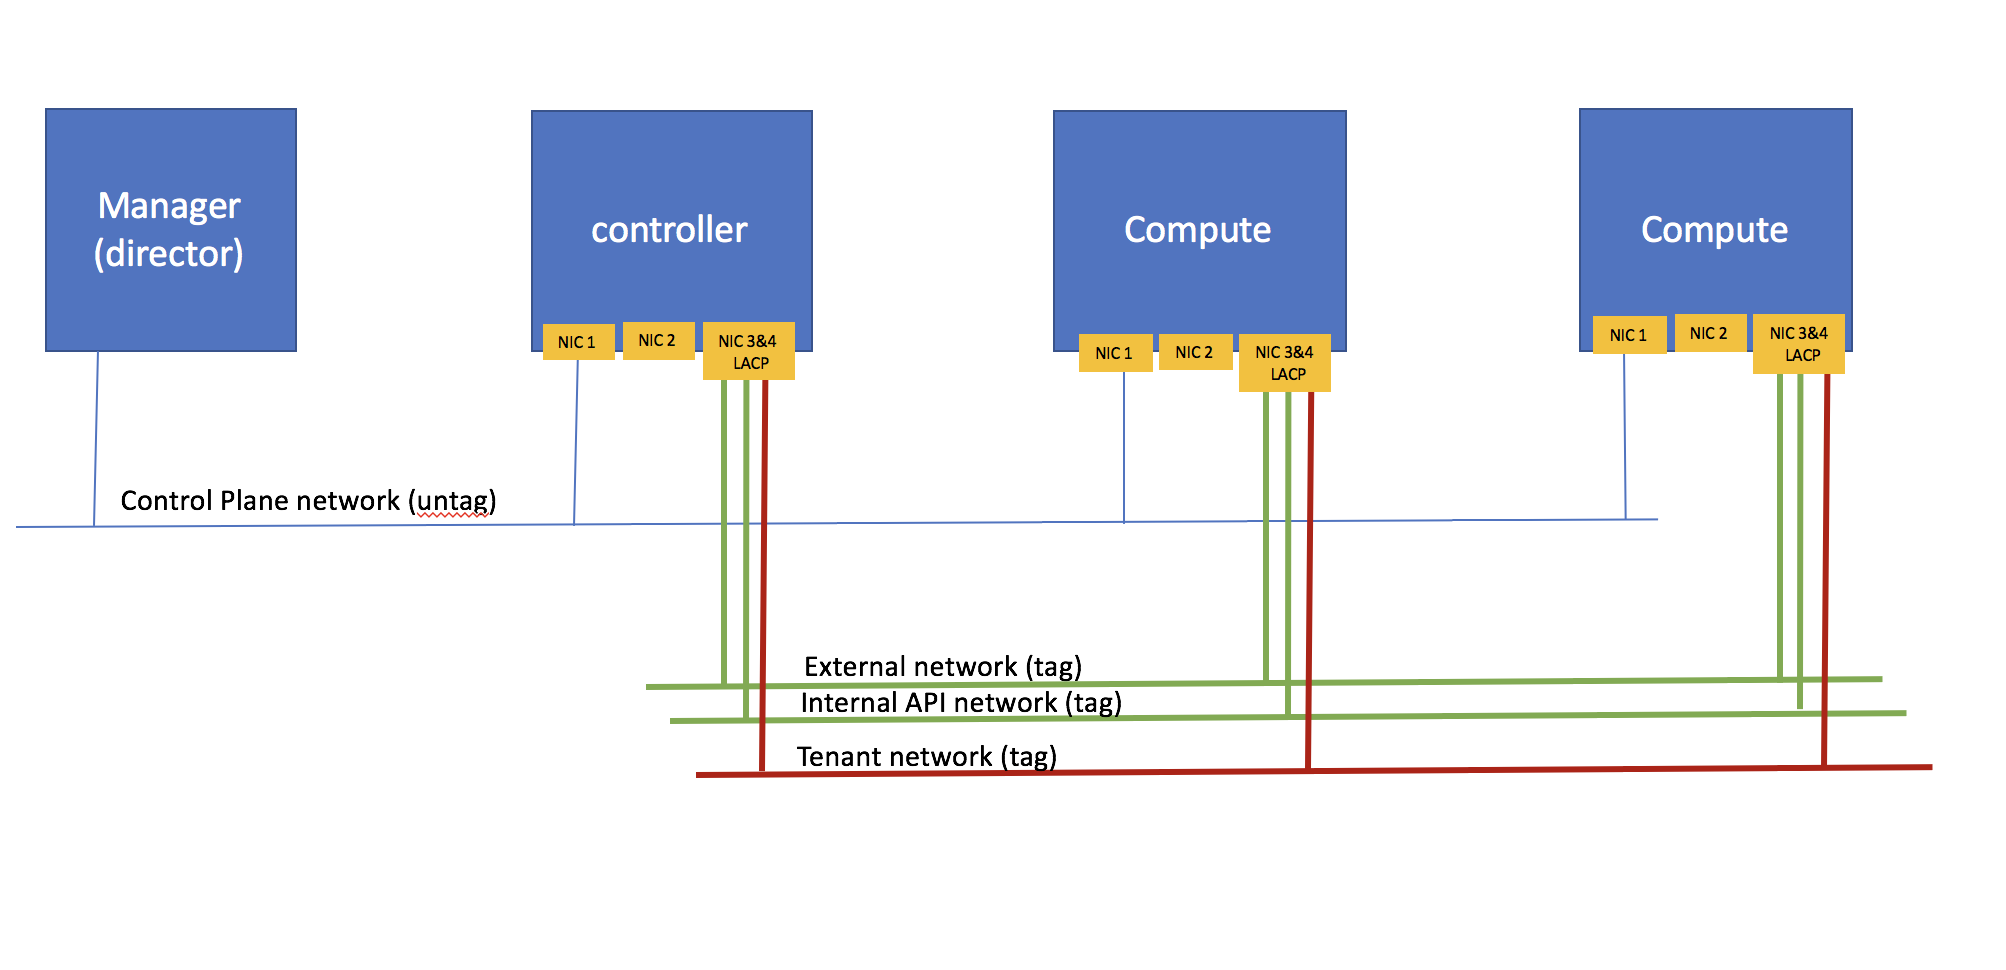 Manager
(director)
controller
Compute
Compute
NIC 1
NIC 2
NIC 3&4
LACP
NIC 1
NIC 2
NIC 3&4
LACP
NIC 1
NIC 2
NIC 3&4
LACP
Control Plane network (untag)
External network (tag)
Internal API network (tag)
Tenant network (tag)